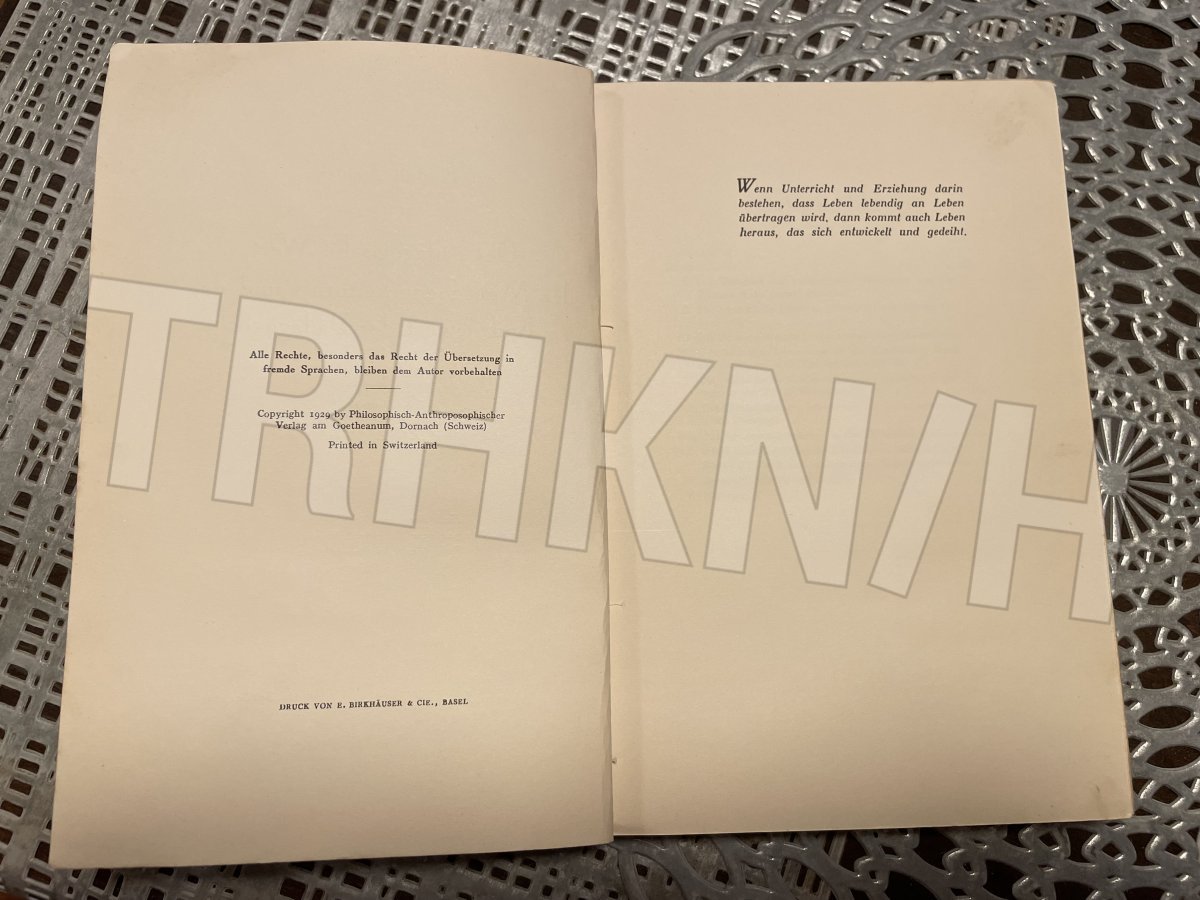 Alle Rechte, besonders das Recht der Übersetzung in
fremde Sprachen, bleiben dem Autor vorbehalten
Copyright 1929 by Philosophisch-Anthroposophischer
Verlag am Goetheanum, Dornach (Schweiz)
Printed in Switzerland
DRUCK VON E. BIRKHÄUSER & CIE., BASEL
Wenn Unterricht und Erziehung darin
bestehen, dass Leben lebendig an Leben
übertragen wird, dann kommt auch Leben
heraus, das sich entwickelt und gedeiht.
TRHKN/H